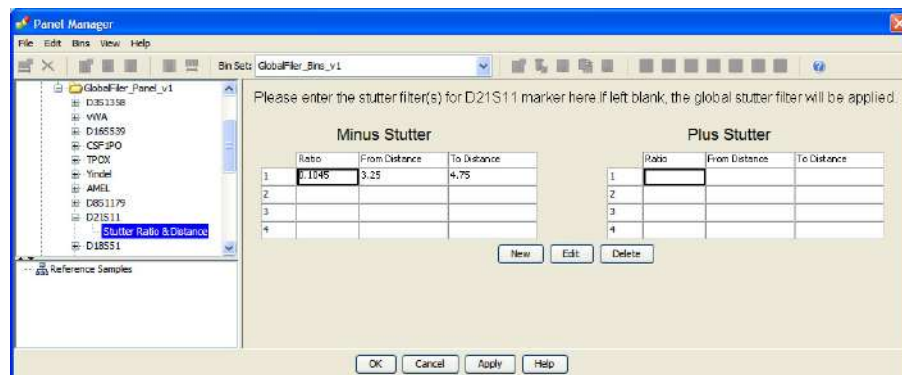 Panel Manager
File Edit Bins View Help
Bin Set: GlobalFiler_Bins_v1
GlobalFiler_Panel_v1
D3S1358
vWA
D16S539
CSF1PO
TPOX
Yindel
AMEL
D8S1179
D21S11
Stutter Ratio & Distance
D18S51
Reference Samples
Please enter the stutter filter(s) for D21S11 marker here.If left blank, the global stutter filter will be applied.
Minus Stutter
Ratio From Distance To Distance
1 0.1045 3.25 4.75
2
3
4
Plus Stutter
Ratio From Distance To Distance
1
2
3
4
New Edit Delete
OK Cancel Apply Help